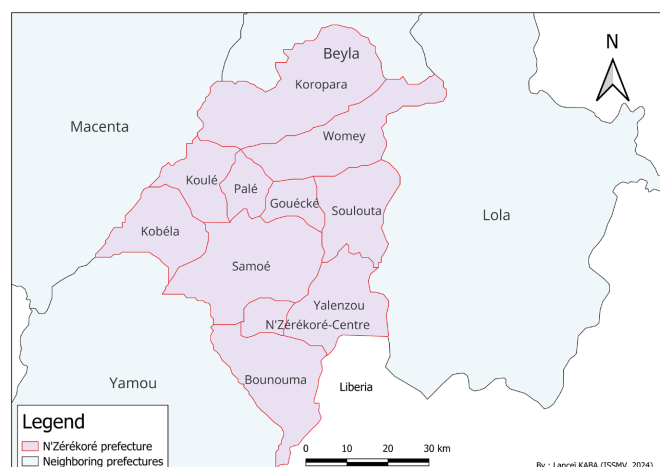 N
Beyla
Koropara
Macenta
Womey
Koulé
Palé
Gouécké
Soulouta
Lola
Kobéla
Samoé
Yalenzou
N'Zérékoré-Centre
Bounouma
Yamou
Liberia
Legend
N'Zérékoré prefecture
Neighboring prefectures
0 10 20 30 km
By : Lanceï KABA (ISSMV, 2024)